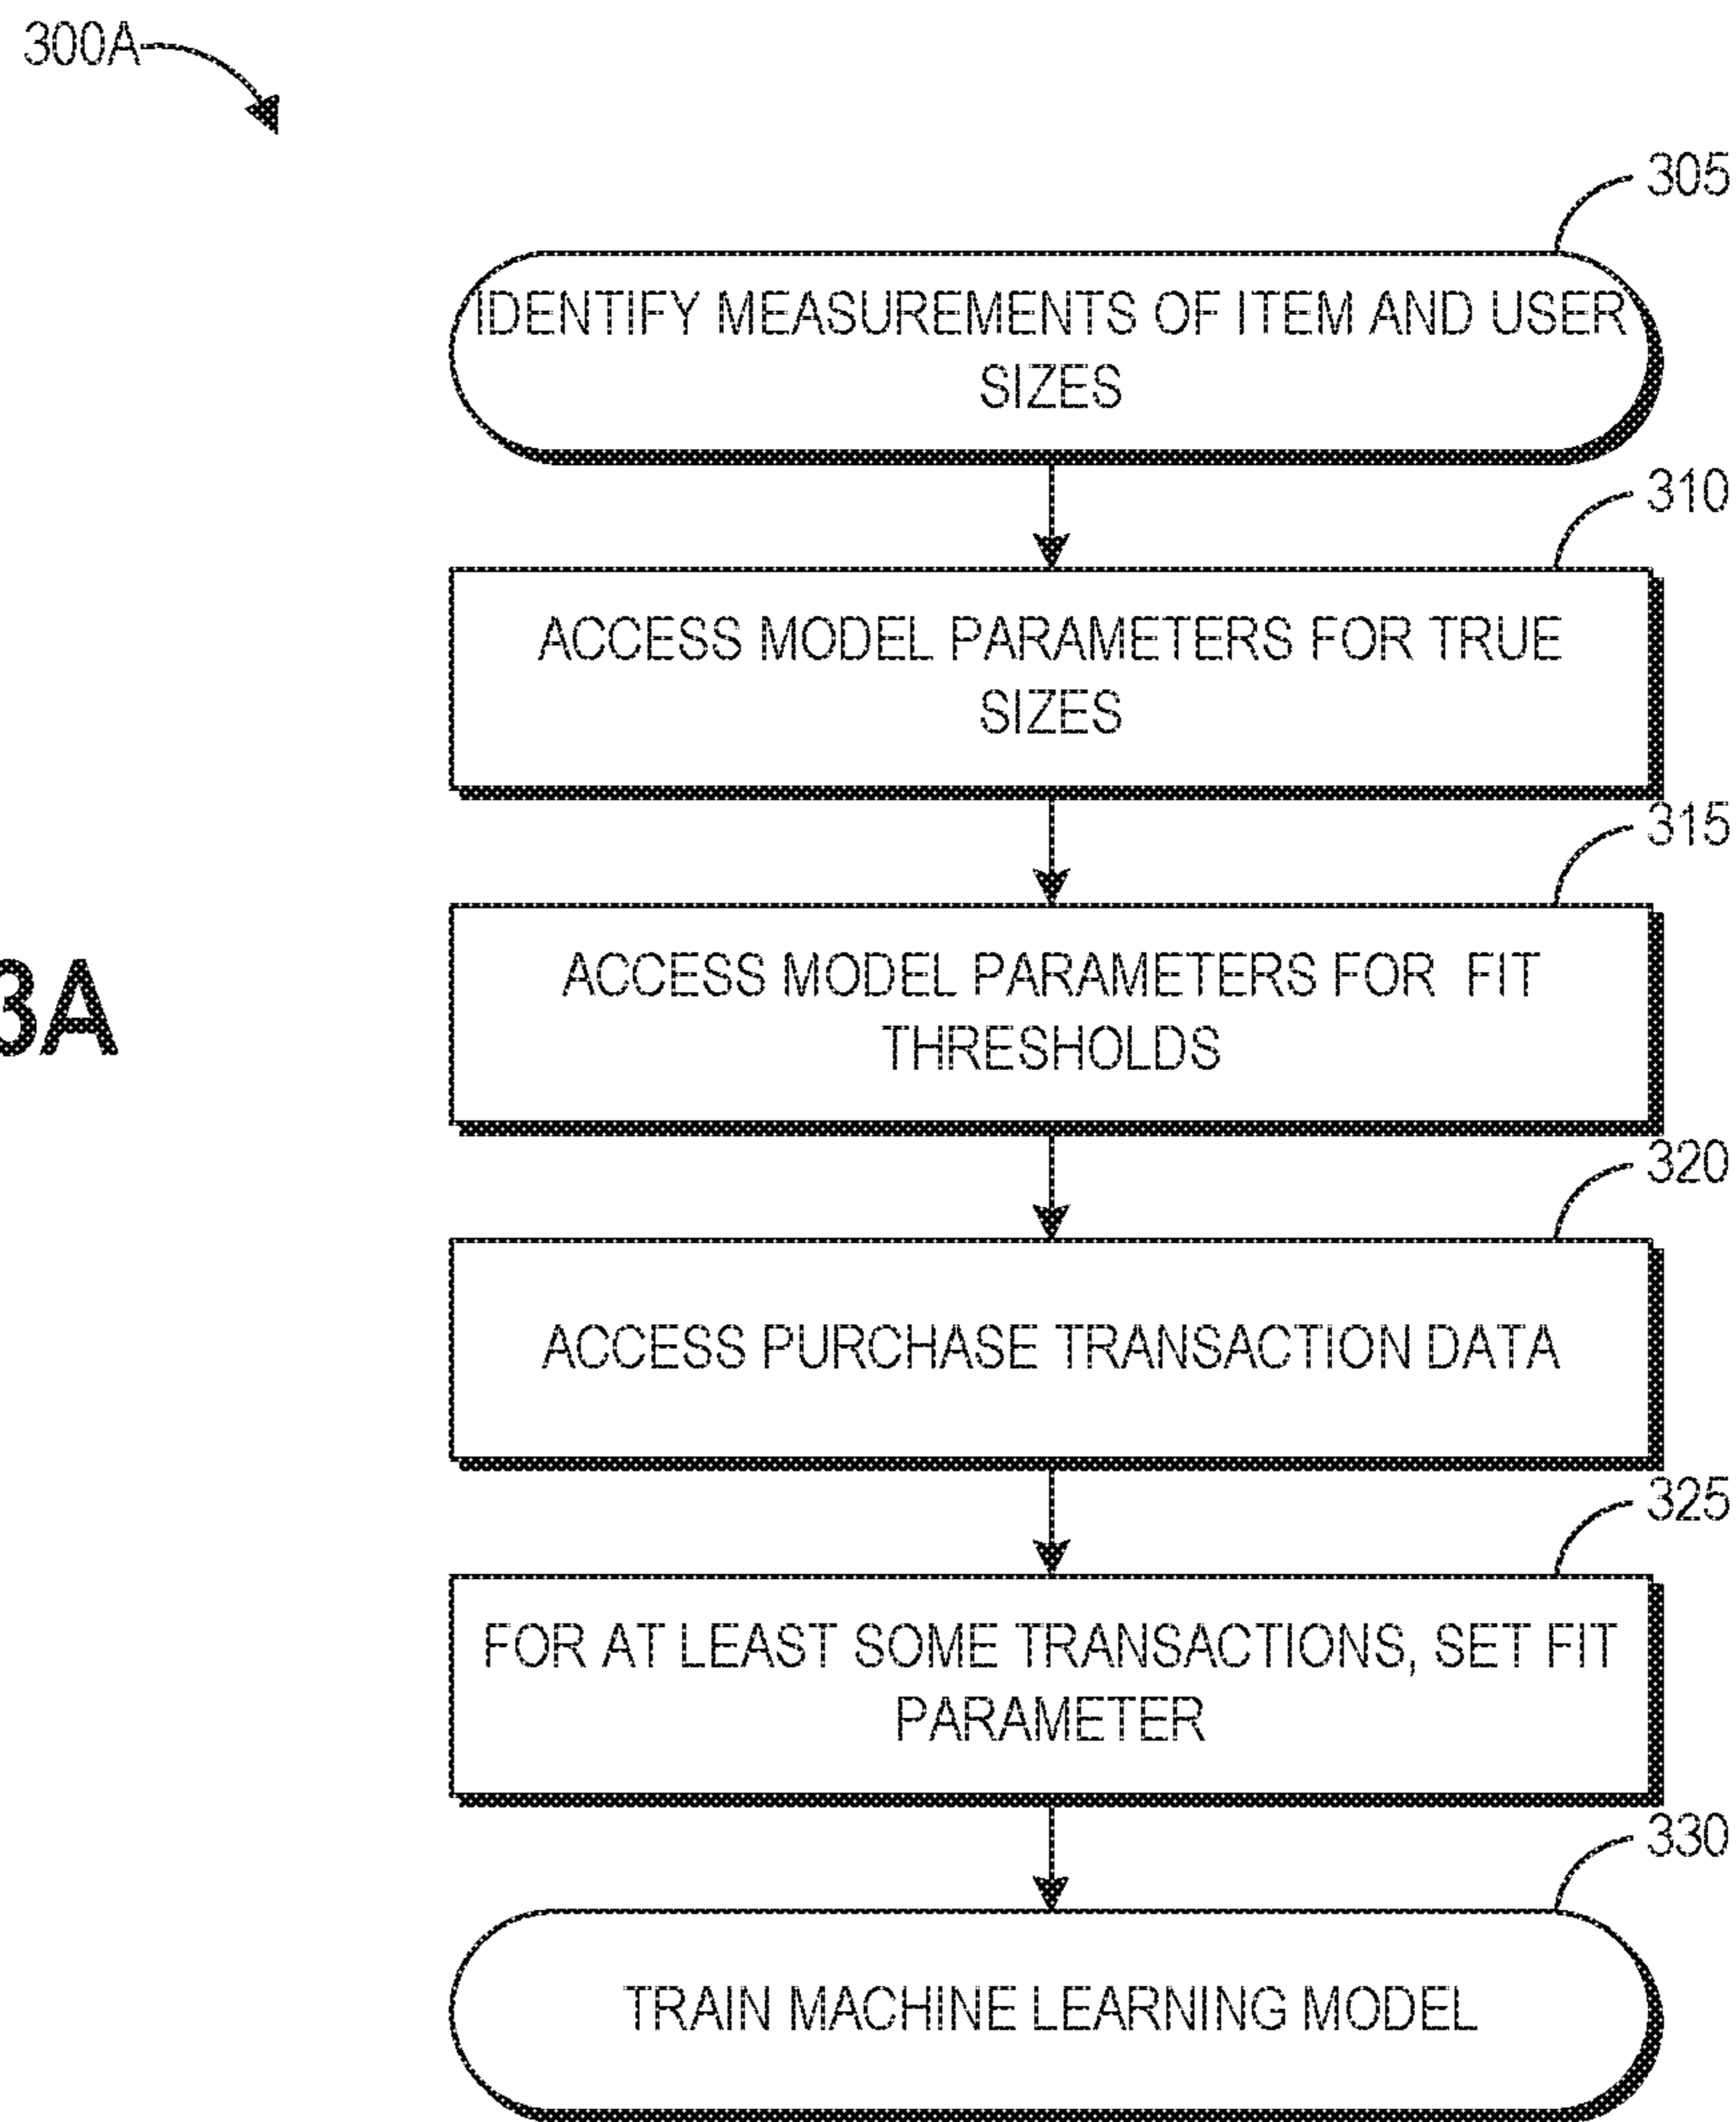 300A
305
IDENTIFY MEASUREMENTS OF ITEM AND USER
SIZES
310
ACCESS MODEL PARAMETERS FOR TRUE
SIZES
315
ACCESS MODEL PARAMETERS FOR FIT
THRESHOLDS
3A
320
ACCESS PURCHASE TRANSACTION DATA
325
FOR AT LEAST SOME TRANSACTIONS, SET FIT
PARAMETER
330
TRAIN MACHINE LEARNING MODEL